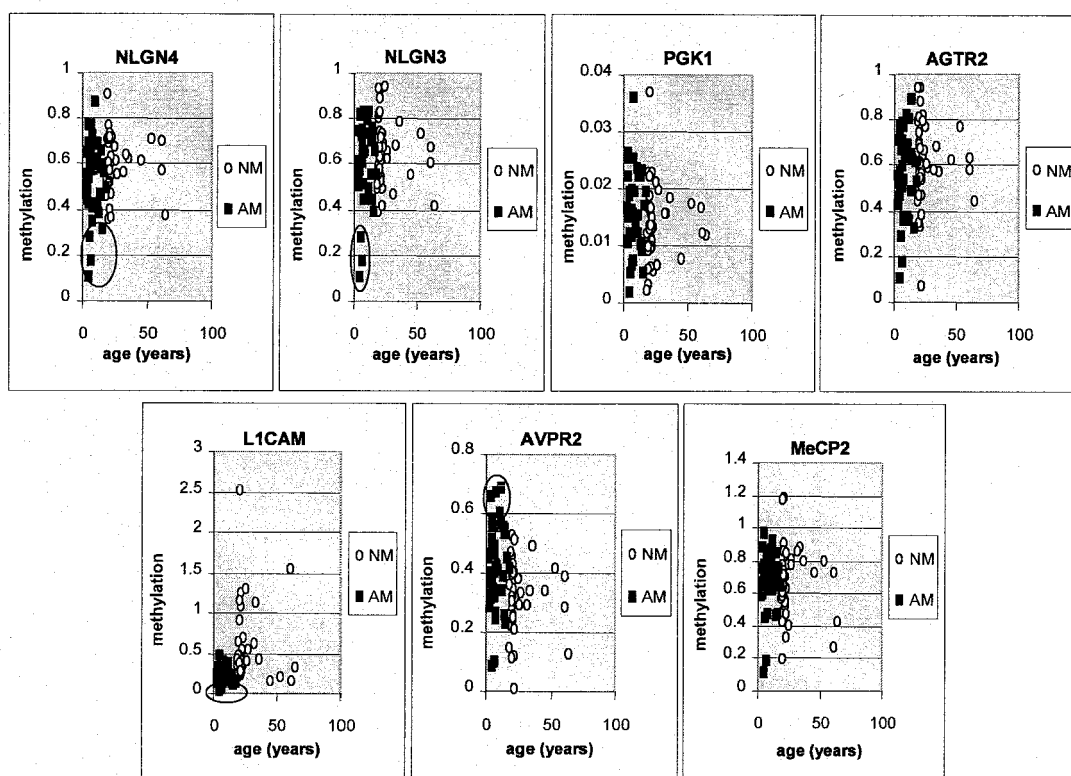 NLGN4
1
0.8
0.6
0.4
0.2
0
0 50 100
methylation
age (years)
NM
AM
NLGN3
1
0.8
0.6
0.4
0.2
0
0 50 100
methylation
age (years)
NM
AM
PGK1
0.04
0.03
0.02
0.01
0
0 50 100
methylation
age (years)
NM
AM
AGTR2
1
0.8
0.6
0.4
0.2
0
0 50 100
methylation
age (years)
NM
AM
L1CAM
3
2.5
2
1.5
1
0.5
0
0 50 100
methylation
age (years)
NM
AM
AVPR2
0.8
0.6
0.4
0.2
0
0 50 100
methylation
age (years)
NM
AM
MeCP2
1.4
1.2
1
0.8
0.6
0.4
0.2
0
0 50 100
methylation
age (years)
NM
AM